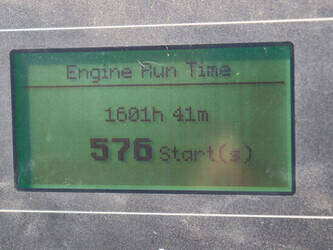 Engine Run Time
1601h 41m
576 Start(s)